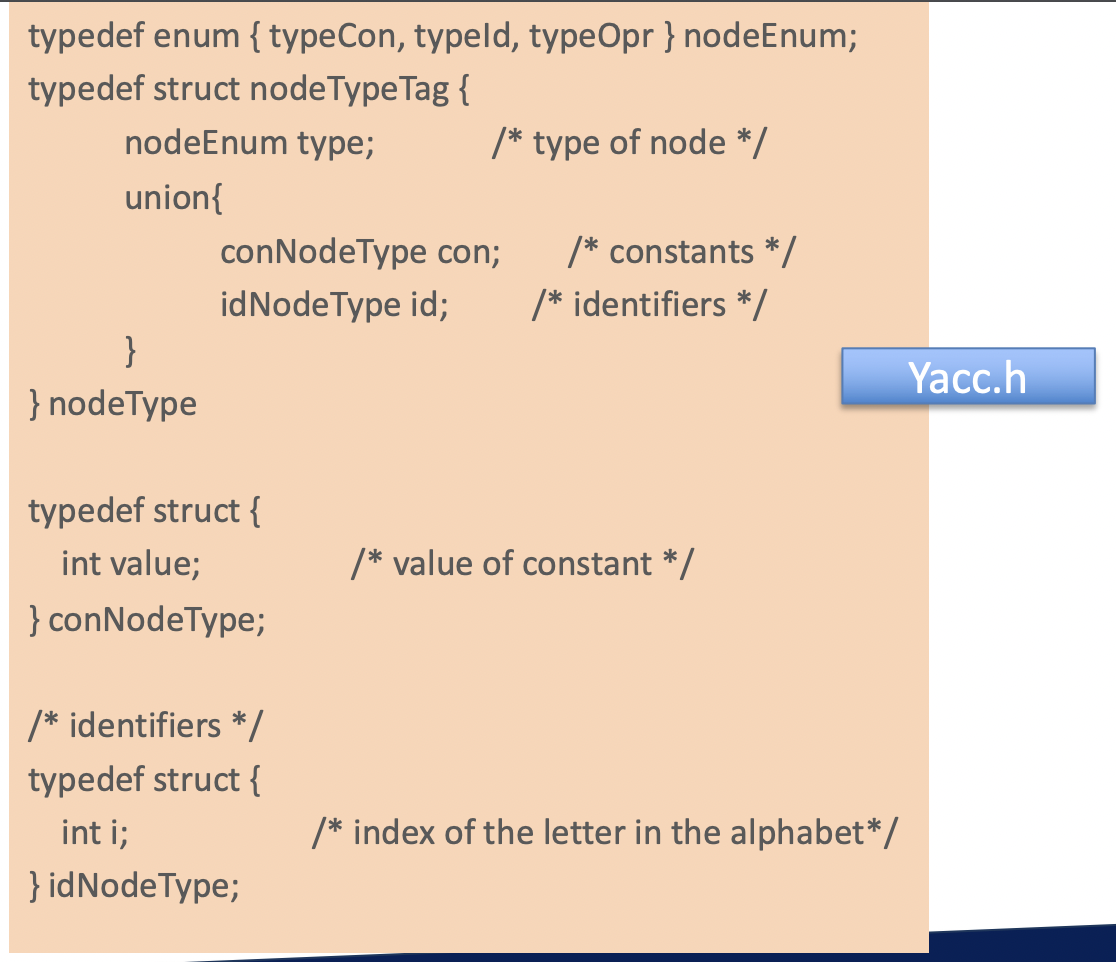 typedef enum { typeCon, typeId, typeOpr } nodeEnum;
typedef struct nodeTypeTag {
nodeEnum type; /* type of node */
union{
conNodeType con; /* constants */
idNodeType id; /* identifiers */
}
} nodeType
Yacc.h
typedef struct {
int value; /* value of constant */
} conNodeType;
/* identifiers */
typedef struct {
int i; /* index of the letter in the alphabet*/
} idNodeType;